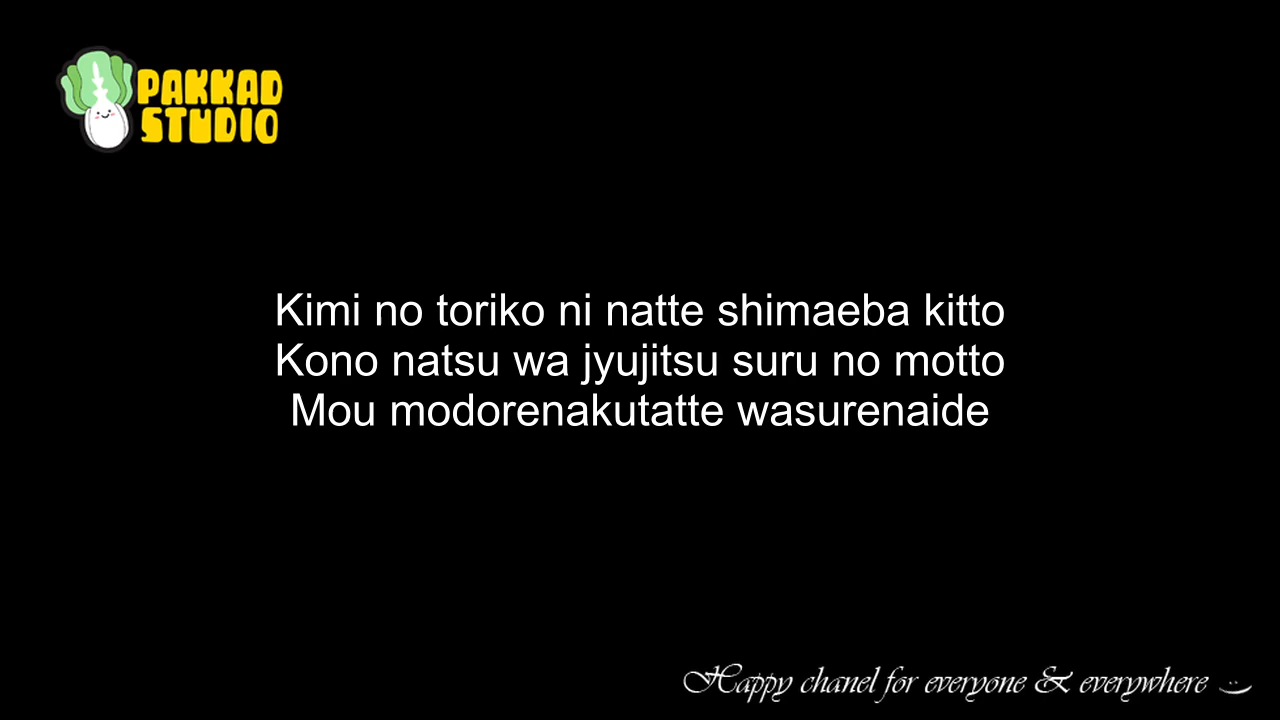 PAKKAD
STUDIO
Kimi no toriko ni natte shimaeba kitto
Kono natsu wa jyujitsu suru no motto
Mou modorenakutatte wasurenaide
Happy chanel for everyone & everywhere :)